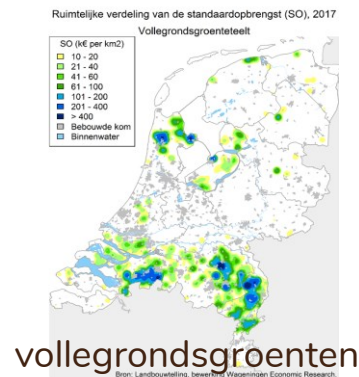 Ruimtelijke verdeling van de standaardopbrengst (SO), 2017
Vollegrondsgroenteteelt
SO (k€ per km2)
10 - 20
21 - 40
41 - 60
61 - 100
101 - 200
201 - 400
> 400
Bebouwde kom
Binnenwater
vollegrondsgroenten
Bron: Landbouwtelling, bewerking Wageningen Economic Research.